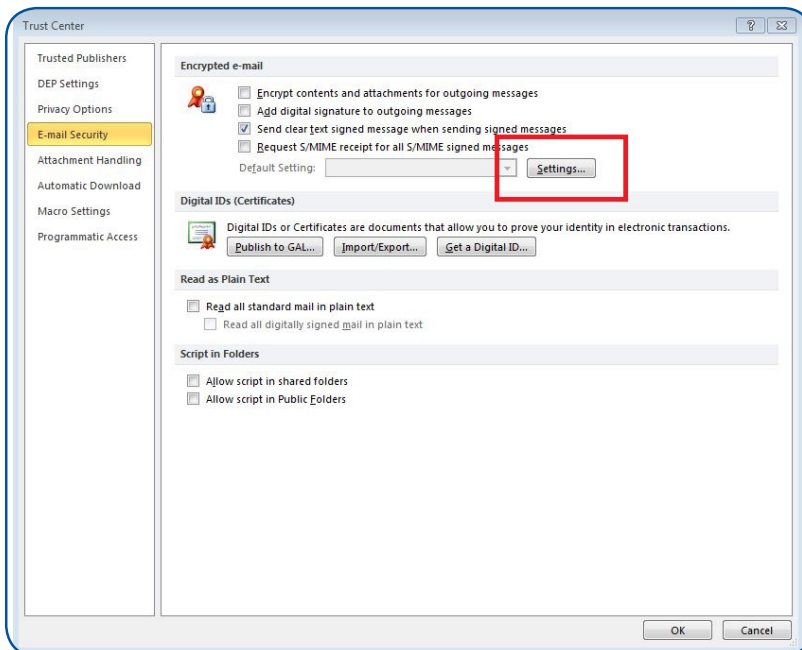 Trust Center
Trusted Publishers
DEP Settings
Privacy Options
E-mail Security
Attachment Handling
Automatic Download
Macro Settings
Programmatic Access
Encrypted e-mail
Encrypt contents and attachments for outgoing messages
Add digital signature to outgoing messages
Send clear text signed message when sending signed messages
Request S/MIME receipt for all S/MIME signed messages
Default Setting:
Settings...
Digital IDs (Certificates)
Digital IDs or Certificates are documents that allow you to prove your identity in electronic transactions.
Publish to GAL... Import/Export... Get a Digital ID...
Read as Plain Text
Read all standard mail in plain text
Read all digitally signed mail in plain text
Script in Folders
Allow script in shared folders
Allow script in Public Folders
OK Cancel